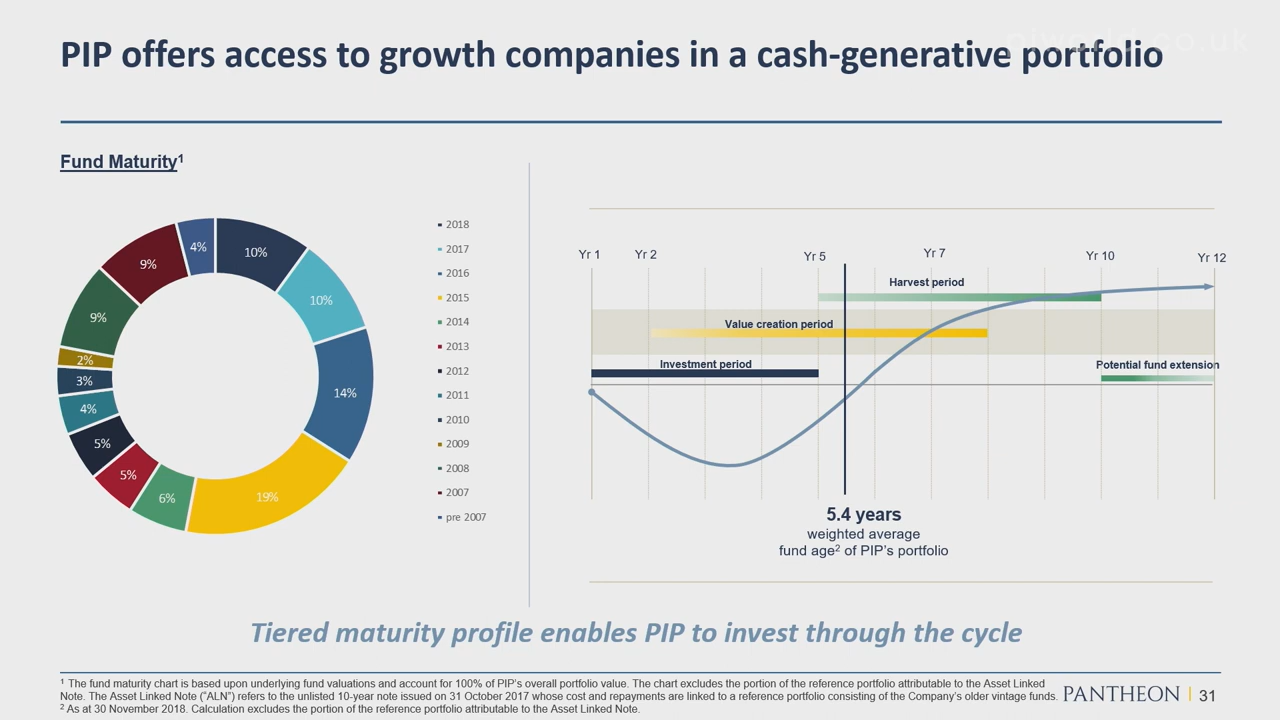 PIP offers access to growth companies in a cash-generative portfolio
Fund Maturity¹
10%
10%
14%
19%
6%
5%
5%
4%
3%
2%
9%
9%
4%
2018
2017
2016
2015
2014
2013
2012
2011
2010
2009
2008
2007
pre 2007
Yr 1
Yr 2
Yr 5
Yr 7
Yr 10
Yr 12
Harvest period
Value creation period
Investment period
Potential fund extension
5.4 years
weighted average
fund age² of PIP's portfolio
Tiered maturity profile enables PIP to invest through the cycle
¹ The fund maturity chart is based upon underlying fund valuations and account for 100% of PIP's overall portfolio value. The chart excludes the portion of the reference portfolio attributable to the Asset Linked
Note. The Asset Linked Note ("ALN") refers to the unlisted 10-year note issued on 31 October 2017 whose cost and repayments are linked to a reference portfolio consisting of the Company's older vintage funds.
² As at 30 November 2018. Calculation excludes the portion of the reference portfolio attributable to the Asset Linked Note.
PANTHEON | 31